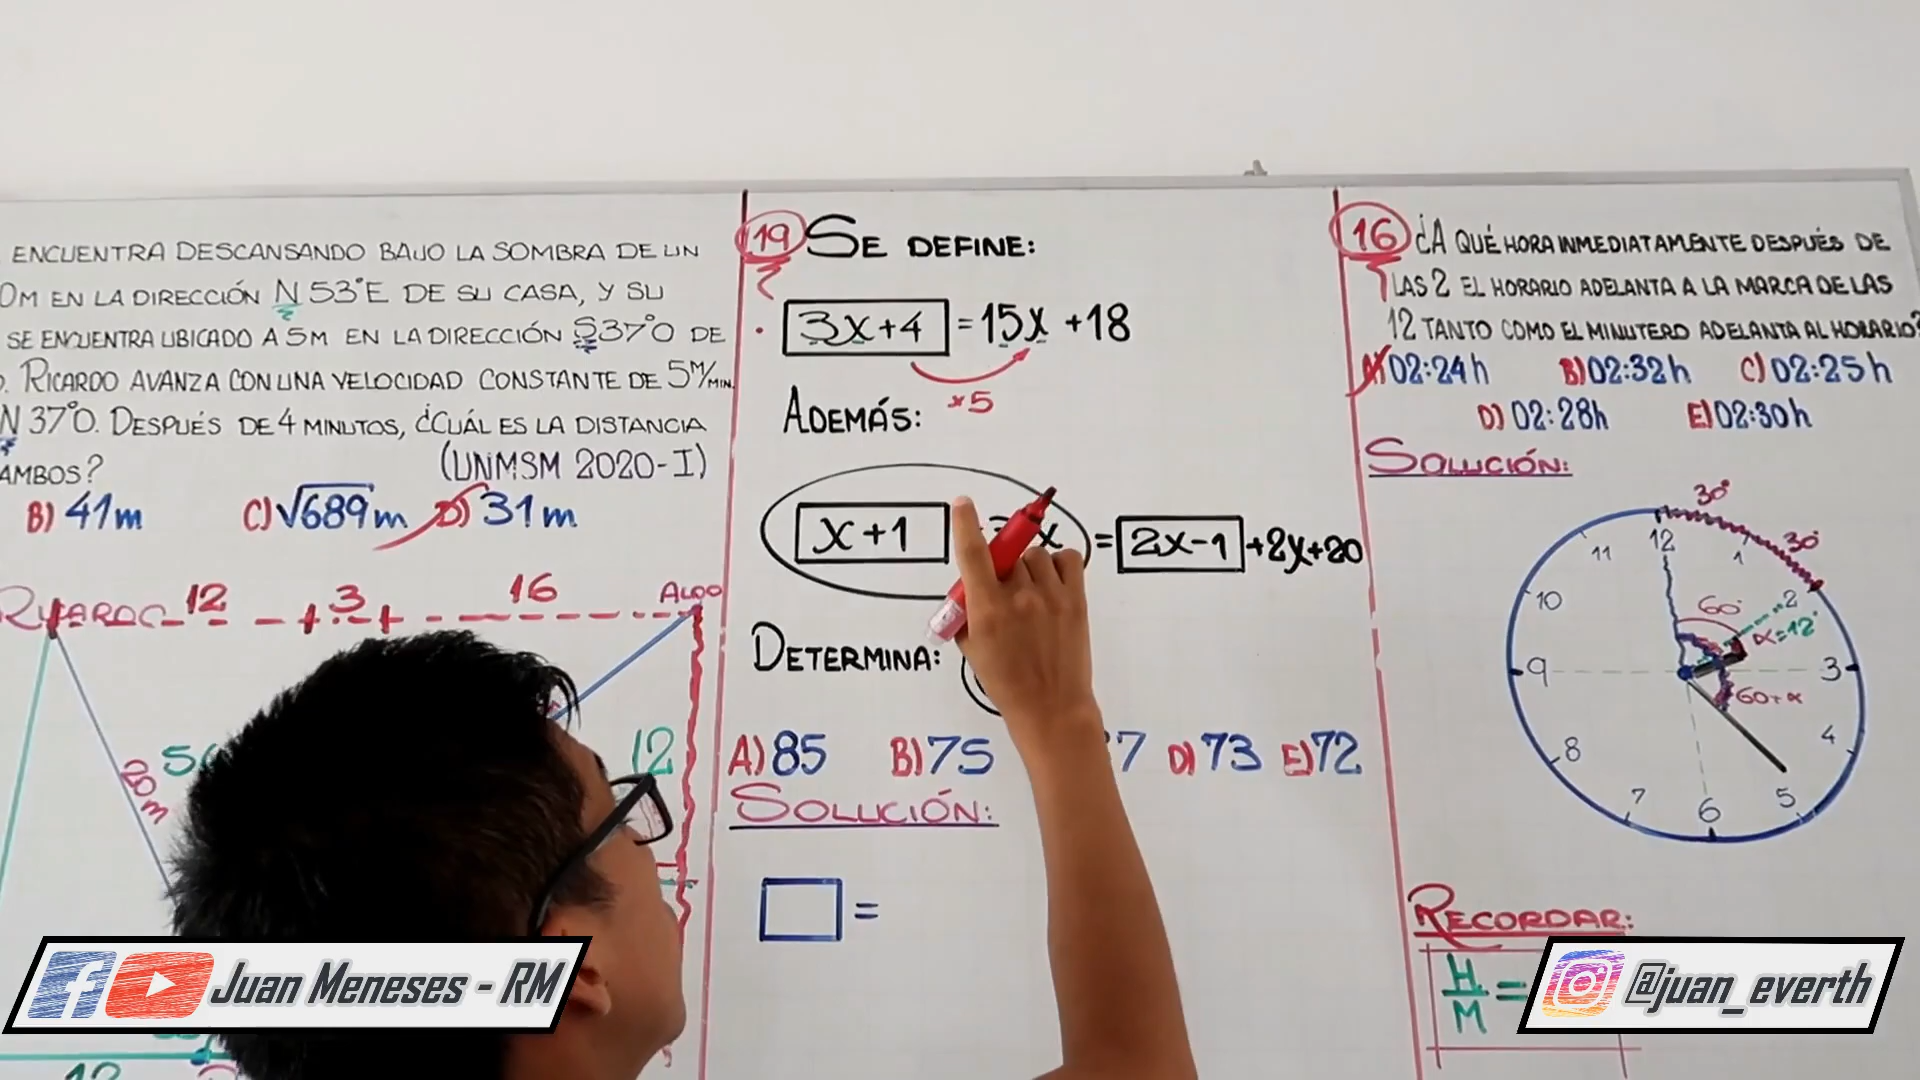 ENCUENTRA DESCANSANDO BAJO LA SOMBRA DE UN
0M EN LA DIRECCIÓN N 53°E DE SU CASA, Y SU
SE ENCUENTRA UBICADO A 5M EN LA DIRECCIÓN S37°O DE
RICARDO AVANZA CON UNA VELOCIDAD CONSTANTE DE 5M/MIN.
N 37°O. DESPUÉS DE 4 MINUTOS, ¿CUÁL ES LA DISTANCIA
AMBOS?
(UNMSM 2020-I)
B) 41m C) √689 m D) 31m
RICARDO 12 3 16 ALDO
20m
12
12
19 SE DEFINE:
3x+4 = 15x +18
×5
ADEMÁS:
x+1 = 2x-1 +2x+20
DETERMINA:
A) 85 B) 75 7 D) 73 E) 72
SOLUCIÓN:
=
16 ¿A QUÉ HORA INMEDIATAMENTE DESPUÉS DE
LAS 2 EL HORARIO ADELANTA A LA MARCA DE LAS
12 TANTO COMO EL MINUTERO ADELANTA AL HORARIO?
A) 02:24h B) 02:32h C) 02:25h
D) 02:28h E) 02:30h
SOLUCIÓN:
30°
30°
12 1 2 3 4 5 6 7 8 9 10 11
60°
α=12°
60+α
RECORDAR:
H/M =
Juan Meneses - RM
@juan_everth